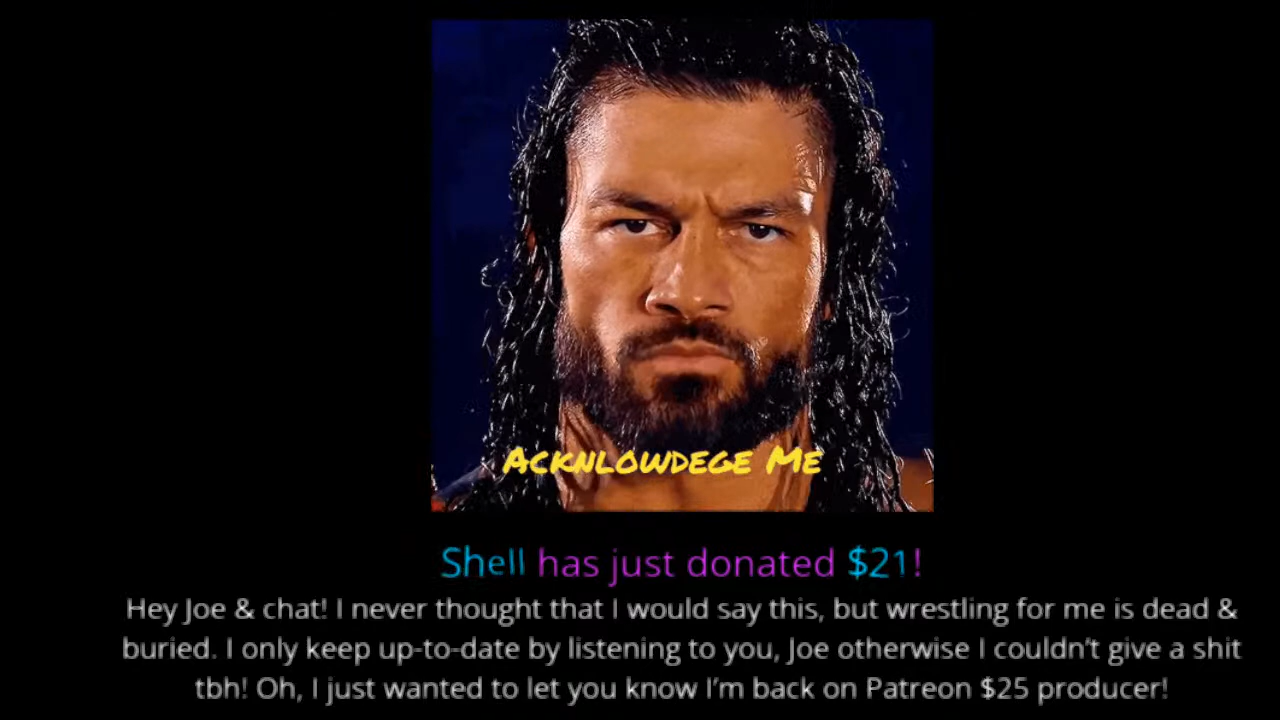 ACKNLOWDEGE ME
Shell has just donated $21!
Hey Joe & chat! I never thought that I would say this, but wrestling for me is dead &
buried. I only keep up-to-date by listening to you, Joe otherwise I couldn't give a shit
tbh! Oh, I just wanted to let you know I'm back on Patreon $25 producer!